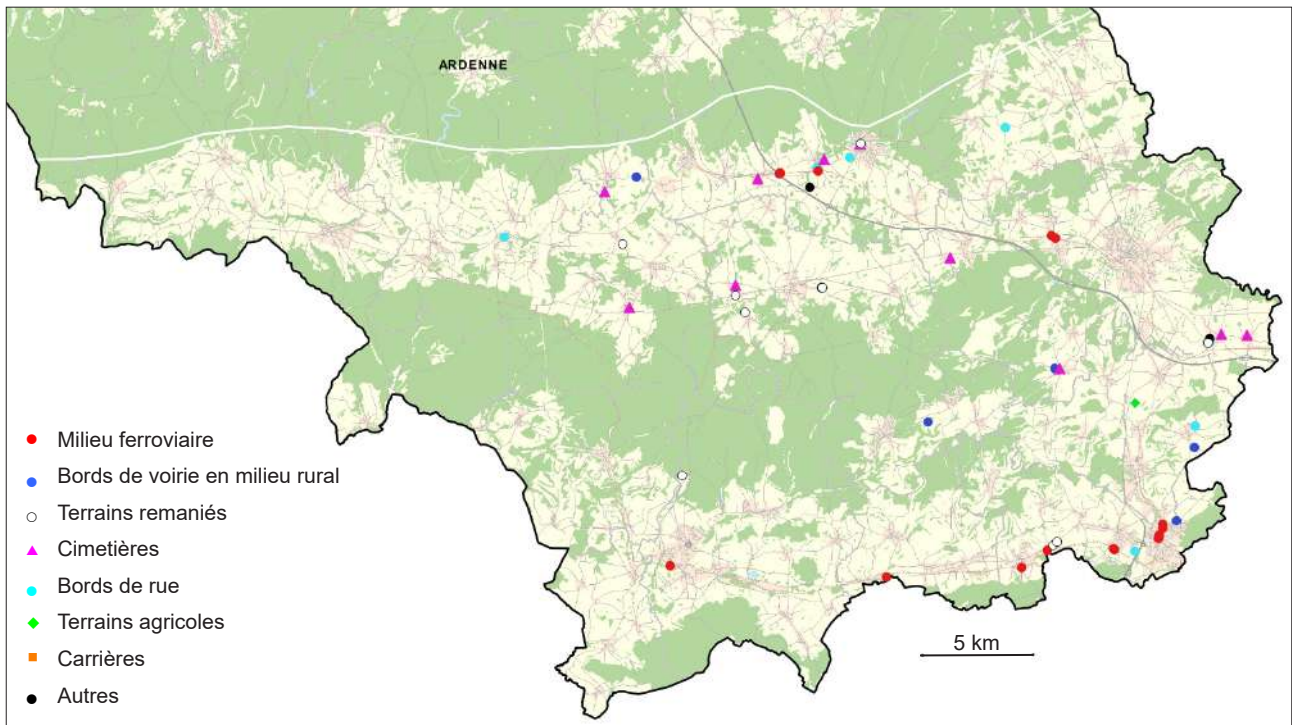 ARDENNE
Milieu ferroviaire
Bords de voirie en milieu rural
Terrains remaniés
Cimetières
Bords de rue
Terrains agricoles
Carrières
Autres
5 km